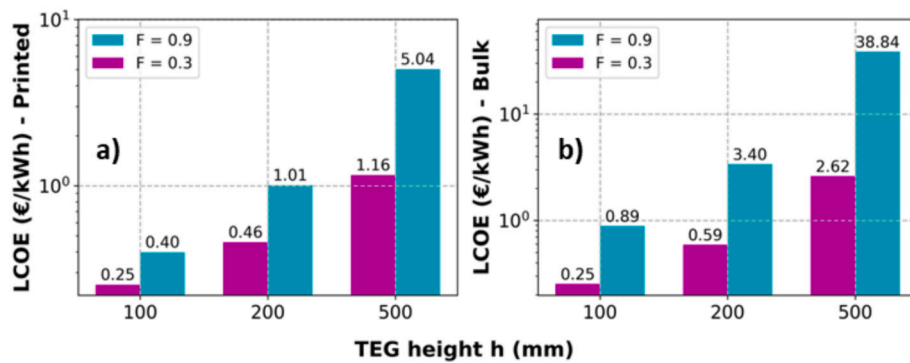 LCOE (€/kWh) - Printed
10¹
10⁰
F = 0.9
F = 0.3
a)
0.25
0.40
0.46
1.01
1.16
5.04
100
200
500
LCOE (€/kWh) - Bulk
10¹
10⁰
F = 0.9
F = 0.3
b)
0.25
0.89
0.59
3.40
2.62
38.84
100
200
500
TEG height h (mm)